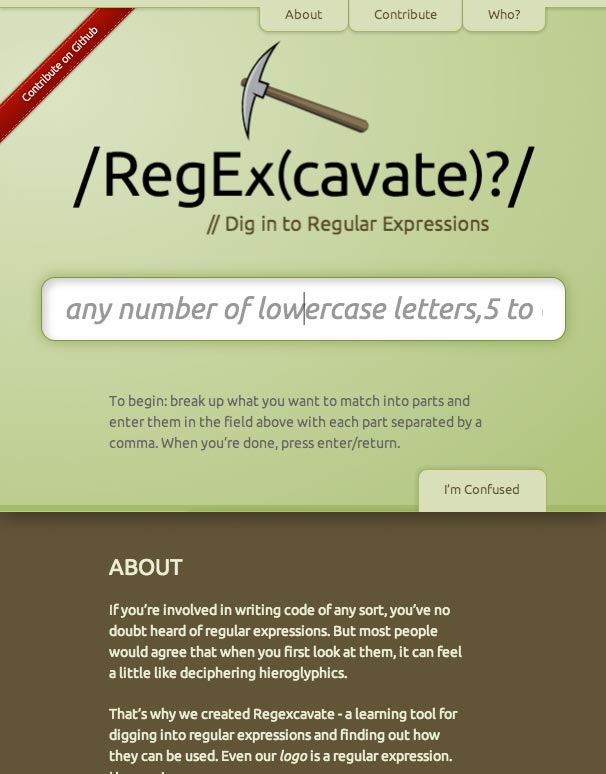 About
Contribute
Who?
Contribute on Github
/RegEx(cavate)?/
// Dig in to Regular Expressions
any number of lowercase letters,5 to
To begin: break up what you want to match into parts and
enter them in the field above with each part separated by a
comma. When you're done, press enter/return.
I'm Confused
ABOUT
If you're involved in writing code of any sort, you've no
doubt heard of regular expressions. But most people
would agree that when you first look at them, it can feel
a little like deciphering hieroglyphics.
That's why we created Regexcavate - a learning tool for
digging into regular expressions and finding out how
they can be used. Even our logo is a regular expression.